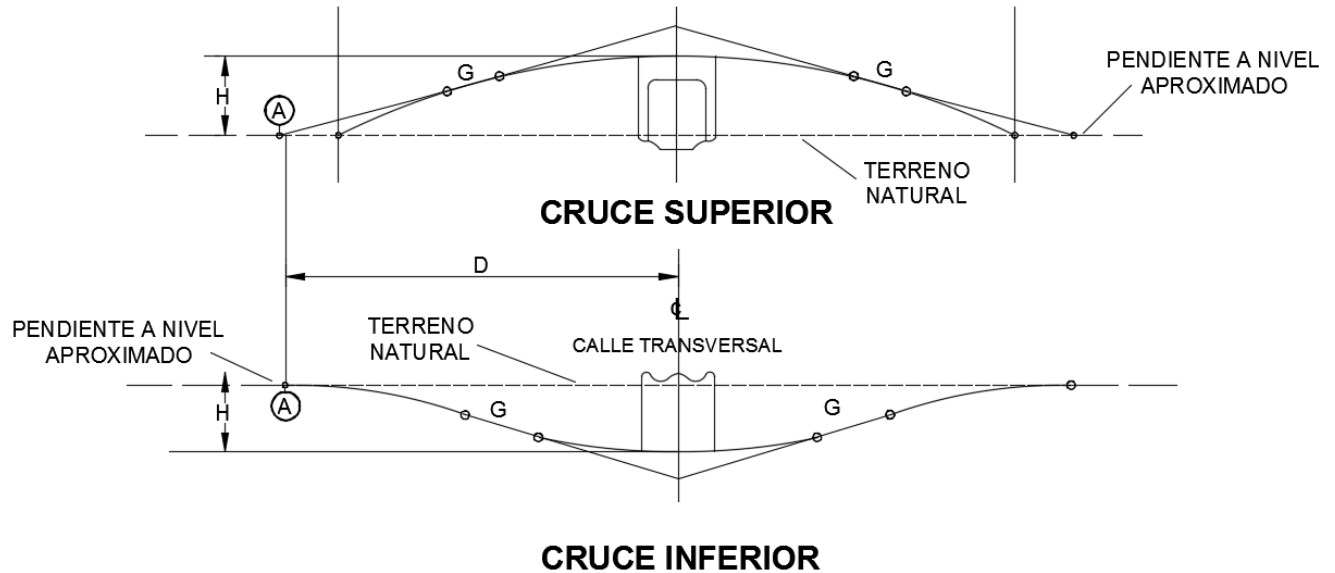 G
G
H
A
PENDIENTE A NIVEL
APROXIMADO
TERRENO
NATURAL
CRUCE SUPERIOR
D
℄
PENDIENTE A NIVEL
APROXIMADO
TERRENO
NATURAL
CALLE TRANSVERSAL
H
A
G
G
CRUCE INFERIOR